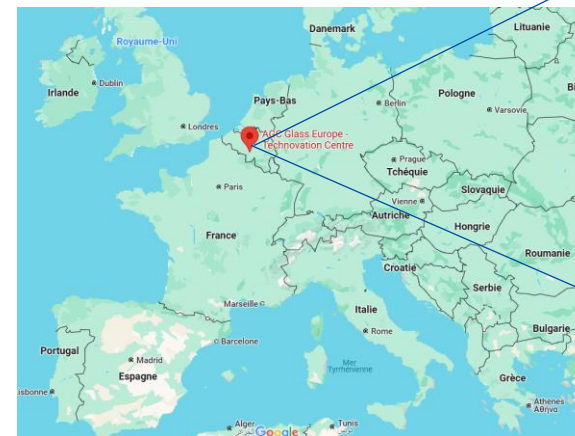 Danemark
Lituanie
Royaume-Uni
Irlande
Dublin
Pays-Bas
Berlin
Pologne
Varsovie
Bi
Londres
AGC Glass Europe -
Technovation Centre
Prague
Tchéquie
Paris
Slovaquie
Vienne
Autriche
Hongrie
France
Roumanie
Croatie
Serbie
Marseille
Italie
Bulgarie
Barcelone
Rome
Portugal
Madrid
Espagne
Mer
Tyrrhénienne
Grèce
isbonne
Athènes
Αθήνα
Alger
Tunis
Google